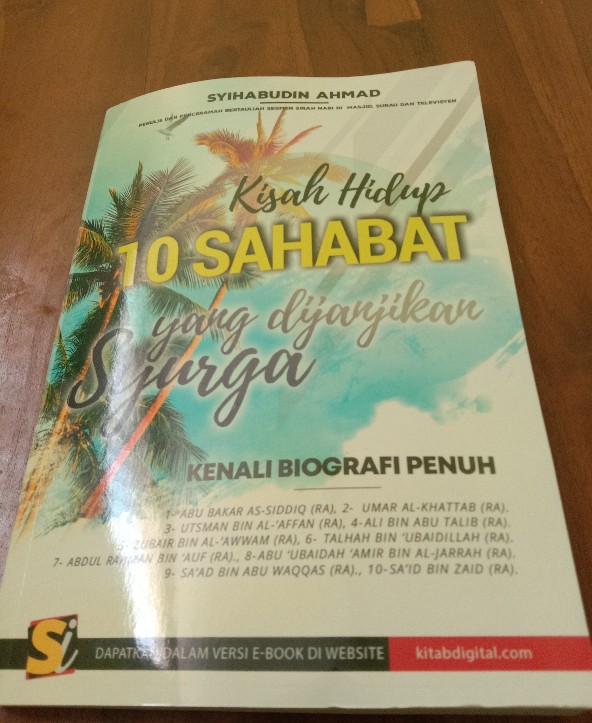 SYIHABUDIN AHMAD
PENULIS DAN PENCERAMAH BERTAULIAH SEGMEN SIRAH NABI DI MASJID, SURAU DAN TELEVISYEN
Kisah Hidup
10 SAHABAT
yang dijanjikan
Syurga
KENALI BIOGRAFI PENUH
1- ABU BAKAR AS-SIDDIQ (RA), 2- UMAR AL-KHATTAB (RA).
3- UTSMAN BIN AL-'AFFAN (RA), 4-ALI BIN ABU TALIB (RA).
5- ZUBAIR BIN AL-'AWWAM (RA), 6- TALHAH BIN 'UBAIDILLAH (RA).
7- ABDUL RAHMAN BIN 'AUF (RA)., 8-ABU 'UBAIDAH 'AMIR BIN AL-JARRAH (RA).
9- SA'AD BIN ABU WAQQAS (RA)., 10-SA'ID BIN ZAID (RA).
Si
DAPATKAN DALAM VERSI E-BOOK DI WEBSITE
kitabdigital.com